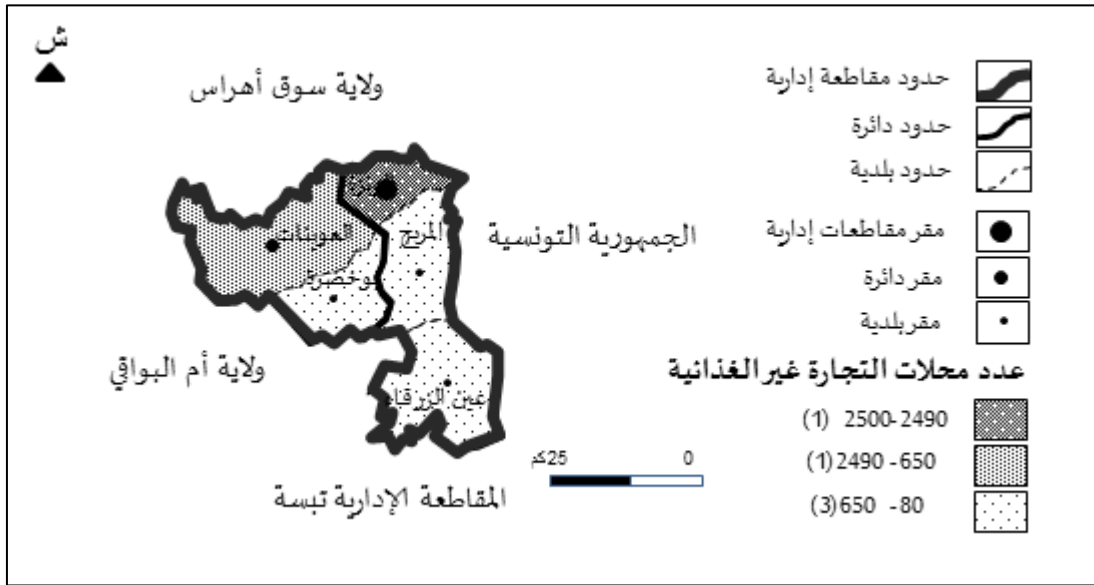 ش
ولاية سوق أهراس
ونزة
العوينات
المريج
الجمهورية التونسية
بوخضرة
ولاية أم البواقي
عين الزرقاء
25كم 0
المقاطعة الإدارية تبسة
حدود مقاطعة إدارية
حدود دائرة
حدود بلدية
مقر مقاطعات إدارية
مقر دائرة
مقر بلدية
عدد محلات التجارة غير الغذائية
2490-2500 (1)
650- 2490(1)
80- 650(3)